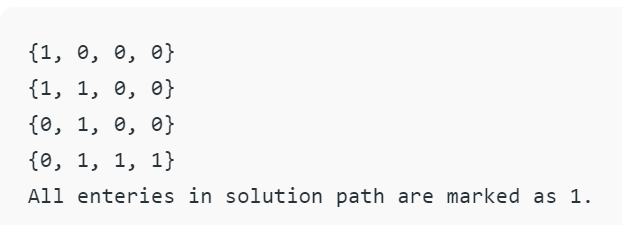 {1, 0, 0, 0}
{1, 1, 0, 0}
{0, 1, 0, 0}
{0, 1, 1, 1}
All enteries in solution path are marked as 1.